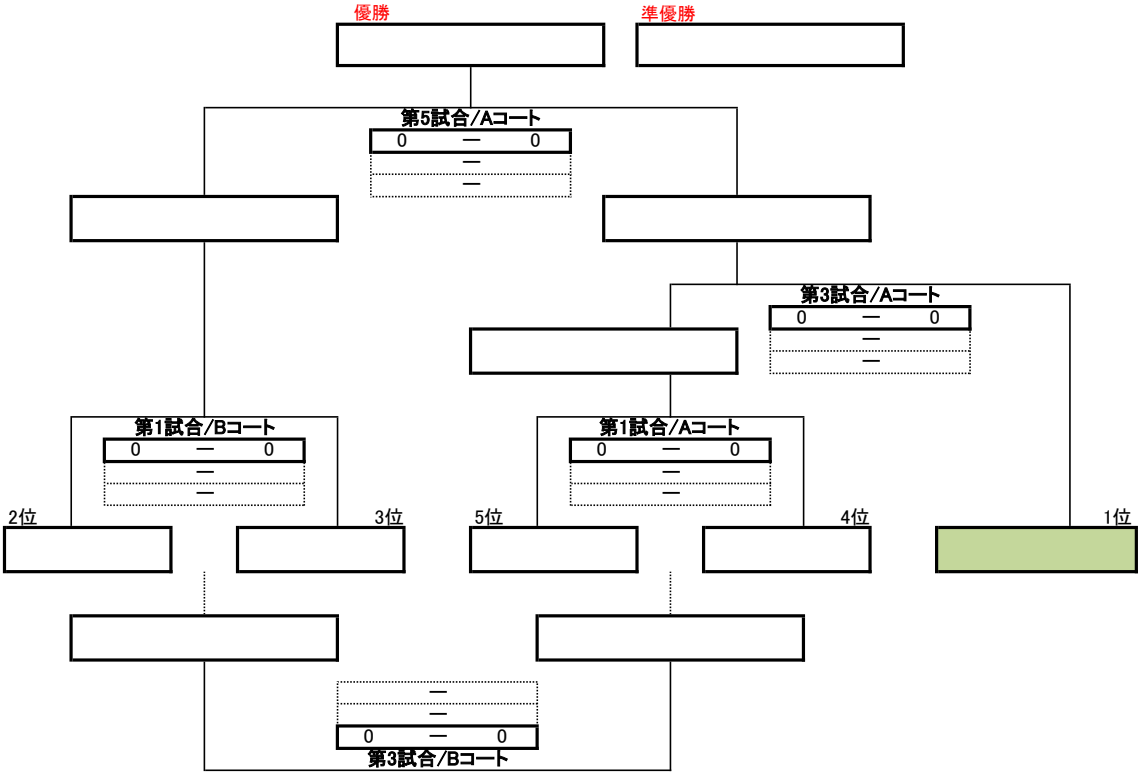 優勝 準優勝
第5試合/Aコート
0 ー 0
ー
ー
第3試合/Aコート
0 ー 0
ー
ー
第1試合/Bコート 第1試合/Aコート
0 ー 0 0 ー 0
ー ー
ー ー
2位 3位 5位 4位 1位
ー
ー
0 ー 0
第3試合/Bコート